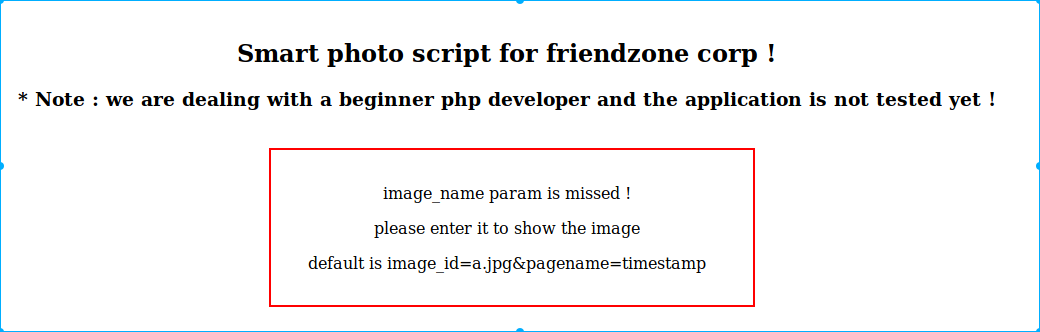 Smart photo script for friendzone corp !
* Note : we are dealing with a beginner php developer and the application is not tested yet !
image_name param is missed !
please enter it to show the image
default is image_id=a.jpg&pagename=timestamp